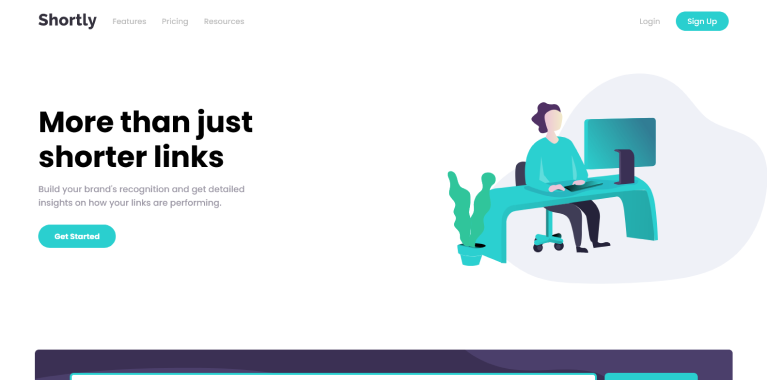 Shortly
Features
Pricing
Resources
Login
Sign Up
More than just
shorter links
Build your brand's recognition and get detailed
insights on how your links are performing.
Get Started